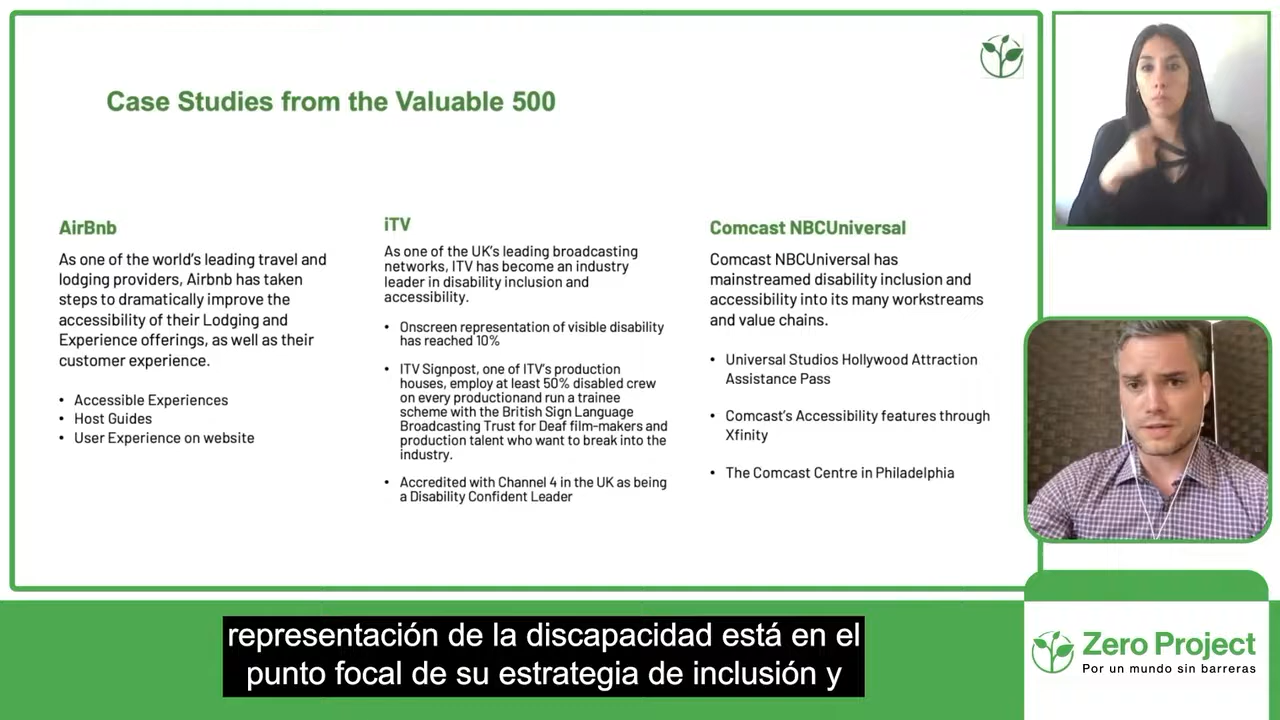 Case Studies from the Valuable 500
AirBnb
As one of the world's leading travel and
lodging providers, Airbnb has taken
steps to dramatically improve the
accessibility of their Lodging and
Experience offerings, as well as their
customer experience.
• Accessible Experiences
• Host Guides
• User Experience on website
iTV
As one of the UK's leading broadcasting
networks, ITV has become an industry
leader in disability inclusion and
accessibility.
• Onscreen representation of visible disability
has reached 10%
• ITV Signpost, one of ITV's production
houses, employ at least 50% disabled crew
on every productionand run a trainee
scheme with the British Sign Language
Broadcasting Trust for Deaf film-makers and
production talent who want to break into the
industry.
• Accredited with Channel 4 in the UK as being
a Disability Confident Leader
Comcast NBCUniversal
Comcast NBCUniversal has
mainstreamed disability inclusion and
accessibility into its many workstreams
and value chains.
• Universal Studios Hollywood Attraction
Assistance Pass
• Comcast's Accessibility features through
Xfinity
• The Comcast Centre in Philadelphia
representación de la discapacidad está en el
punto focal de su estrategia de inclusión y
Zero Project
Por un mundo sin barreras